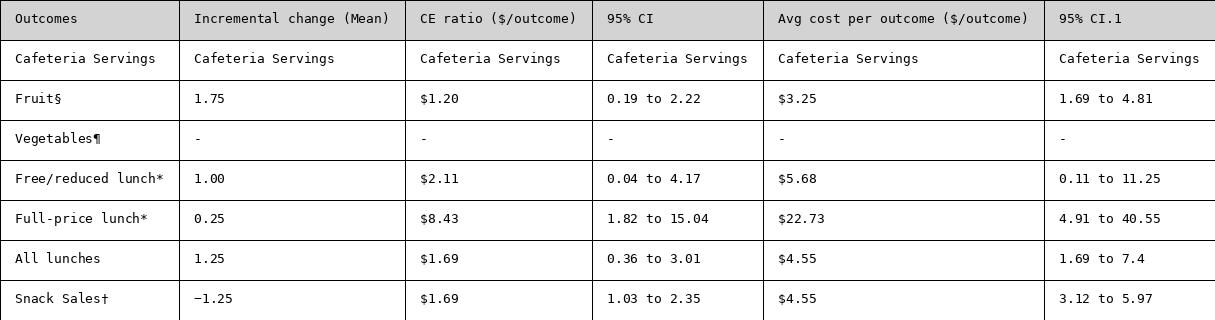 Outcomes Incremental change (Mean) CE ratio ($/outcome) 95% CI Avg cost per outcome ($/outcome) 95% CI.1
Cafeteria Servings Cafeteria Servings Cafeteria Servings Cafeteria Servings Cafeteria Servings Cafeteria Servings
Fruit§ 1.75 $1.20 0.19 to 2.22 $3.25 1.69 to 4.81
Vegetables¶ - - - - -
Free/reduced lunch* 1.00 $2.11 0.04 to 4.17 $5.68 0.11 to 11.25
Full-price lunch* 0.25 $8.43 1.82 to 15.04 $22.73 4.91 to 40.55
All lunches 1.25 $1.69 0.36 to 3.01 $4.55 1.69 to 7.4
Snack Sales† −1.25 $1.69 1.03 to 2.35 $4.55 3.12 to 5.97